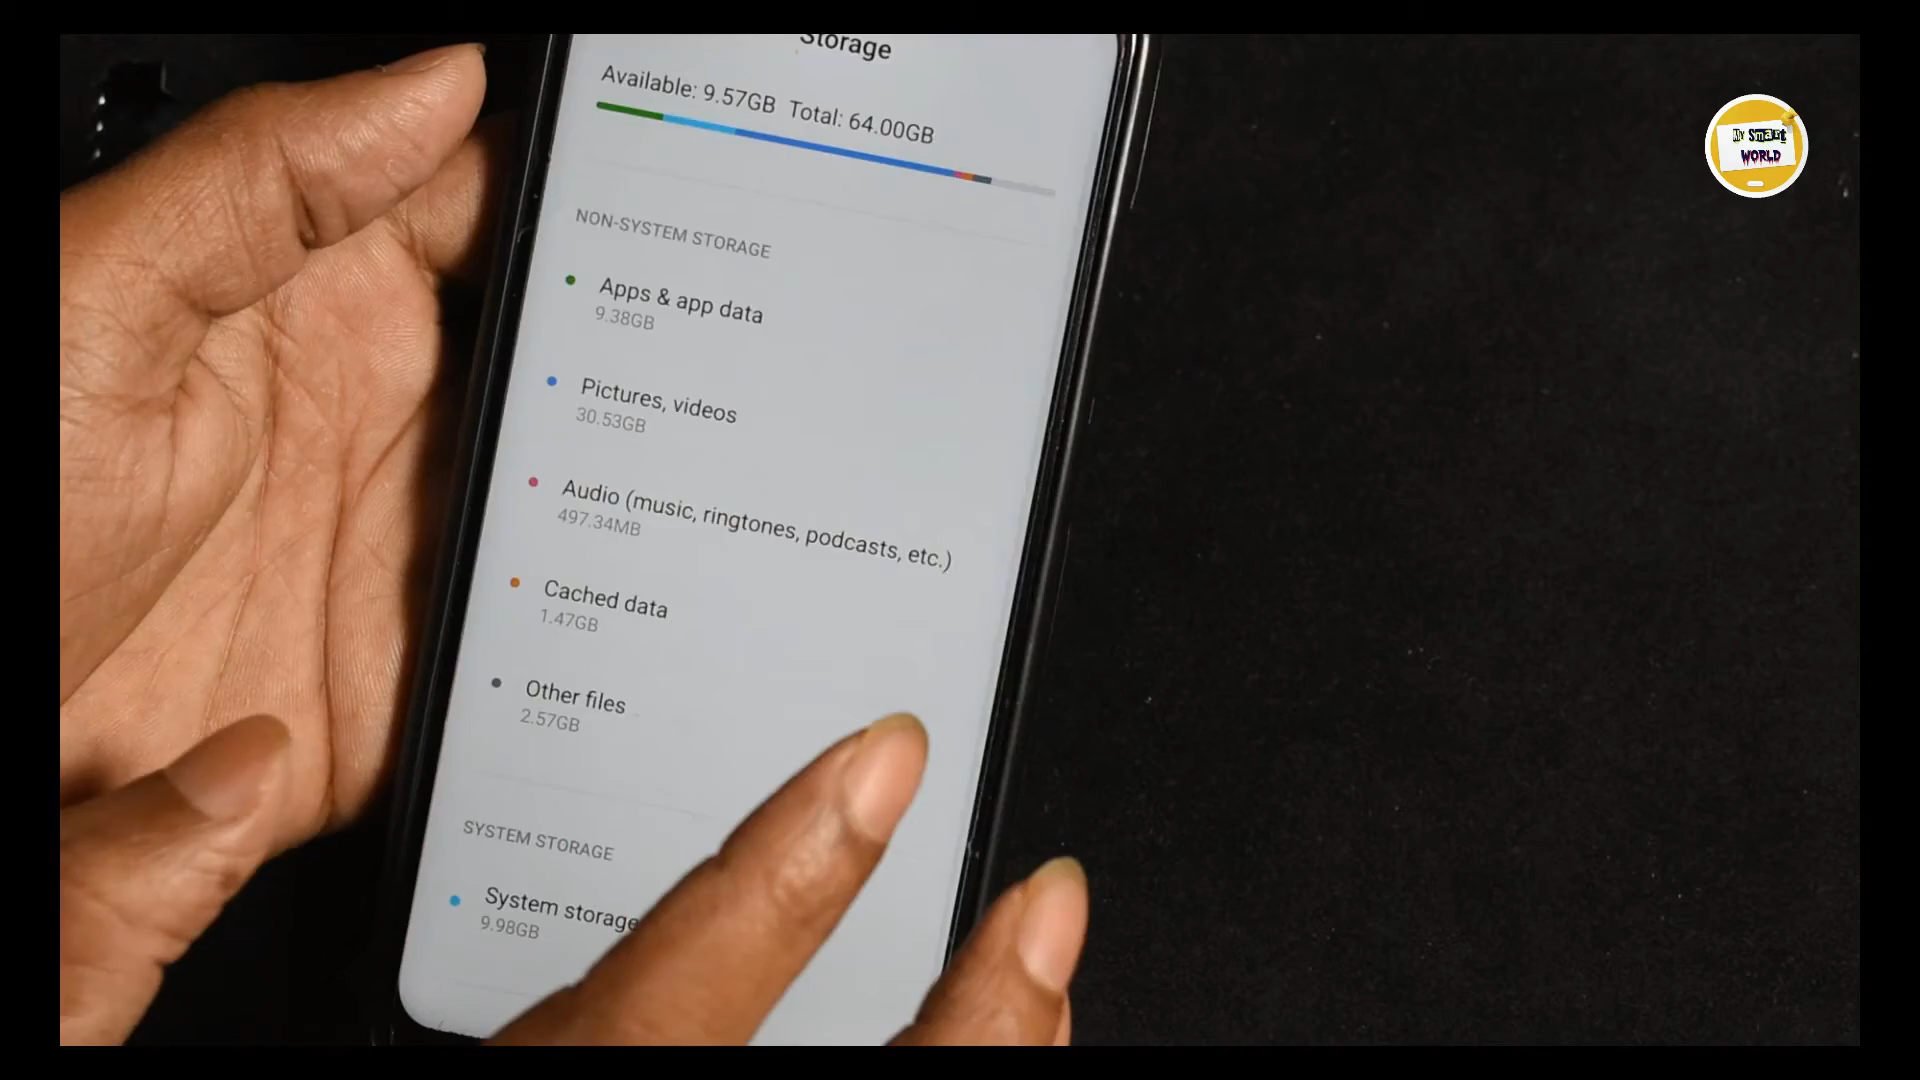 Storage
Available: 9.57GB Total: 64.00GB
NON-SYSTEM STORAGE
Apps & app data
9.38GB
Pictures, videos
30.53GB
Audio (music, ringtones, podcasts, etc.)
497.34MB
Cached data
1.47GB
Other files
2.57GB
SYSTEM STORAGE
System storage
9.98GB
My Smart
WORLD